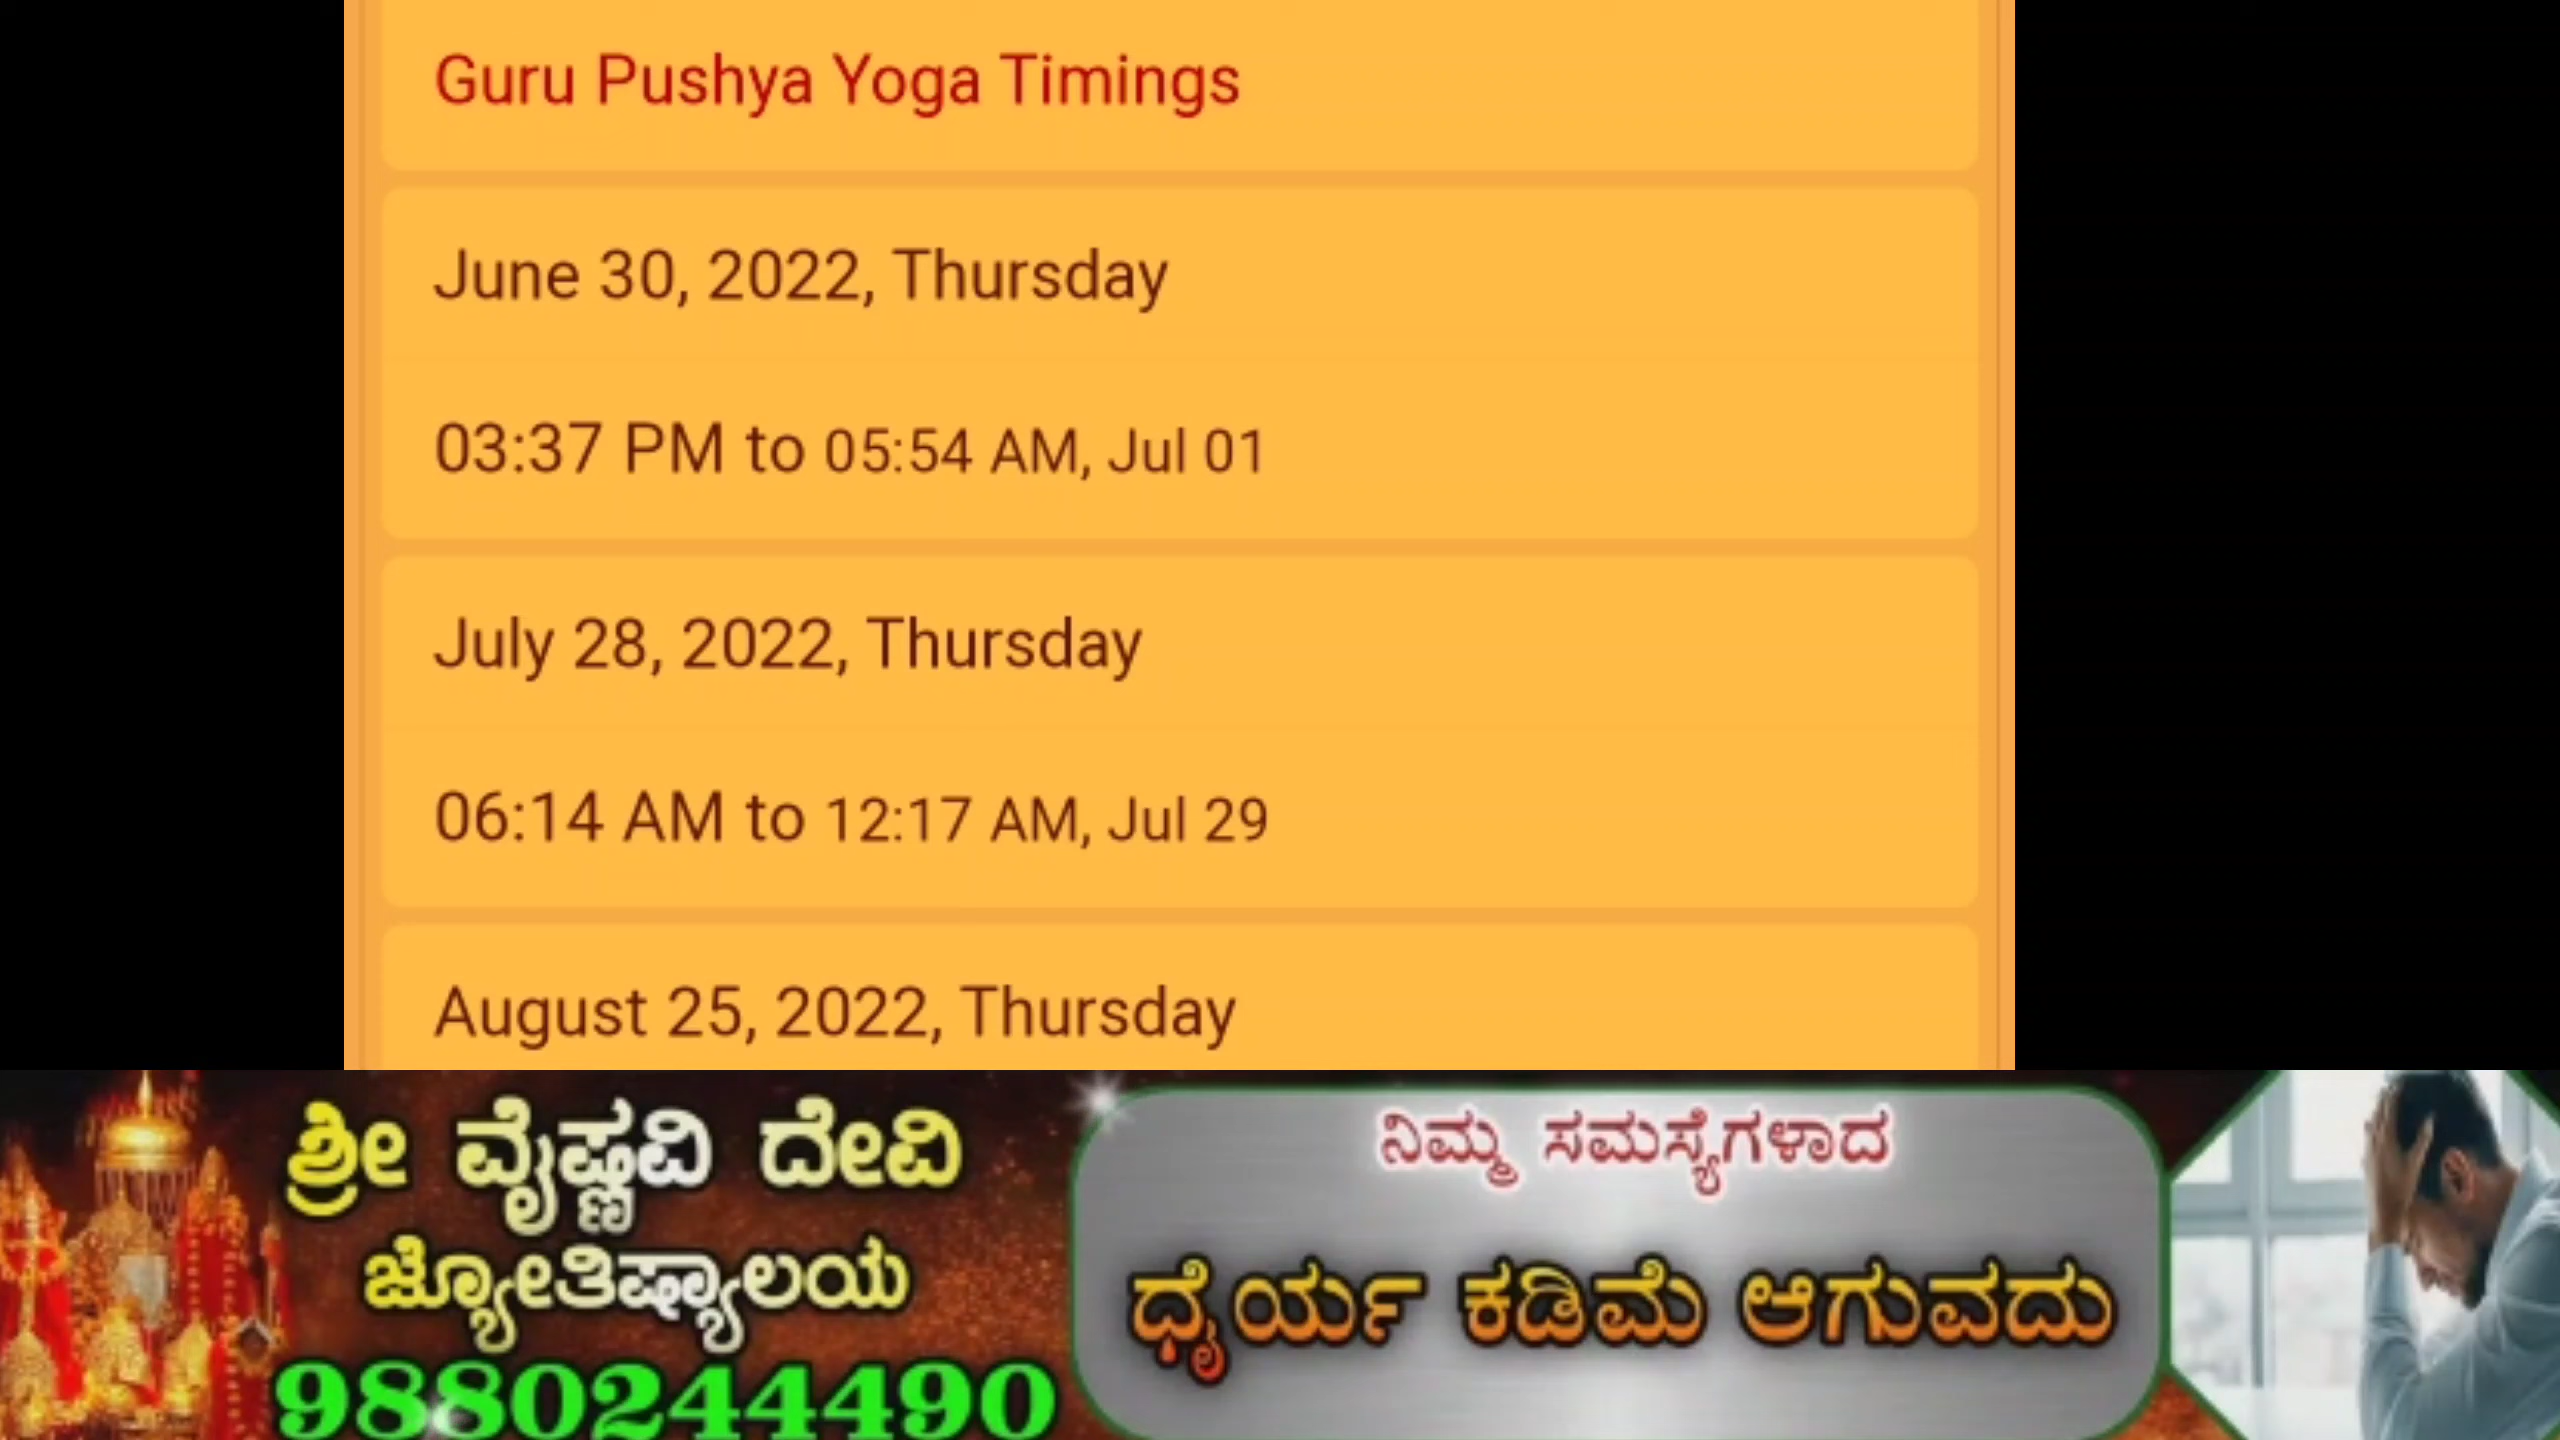 Guru Pushya Yoga Timings
June 30, 2022, Thursday
03:37 PM to 05:54 AM, Jul 01
July 28, 2022, Thursday
06:14 AM to 12:17 AM, Jul 29
August 25, 2022, Thursday
ಶ್ರೀ ವೈಷ್ಣವಿ ದೇವಿ
ಜ್ಯೋತಿಷ್ಯಾಲಯ
9880244490
ನಿಮ್ಮ ಸಮಸ್ಯೆಗಳಾದ
ಧೈರ್ಯ ಕಡಿಮೆ ಆಗುವದು